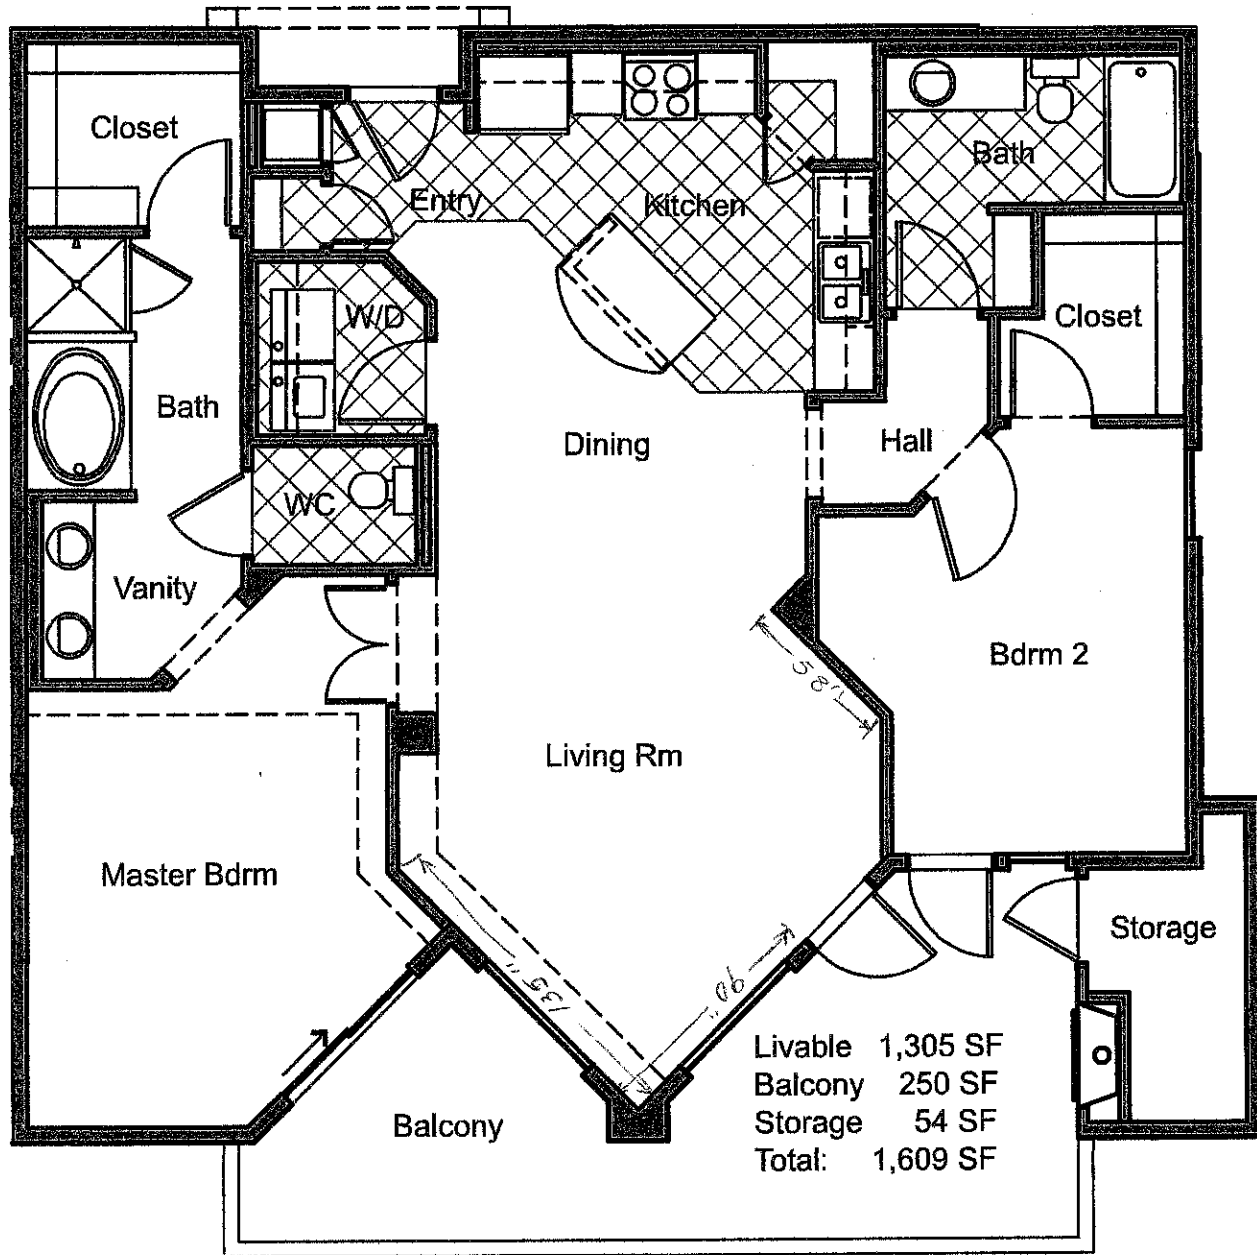 Closet
Bath
Entry
Kitchen
W/D
Closet
Bath
Dining
Hall
WC
Vanity
Bdrm 2
58"
Living Rm
Master Bdrm
Storage
135"
90"
Livable 1,305 SF
Balcony 250 SF
Storage 54 SF
Total: 1,609 SF
Balcony